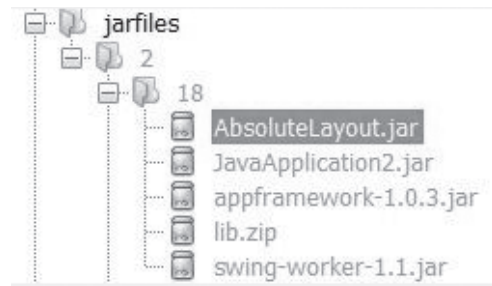 jarfiles
2
18
AbsoluteLayout.jar
JavaApplication2.jar
appframework-1.0.3.jar
lib.zip
swing-worker-1.1.jar